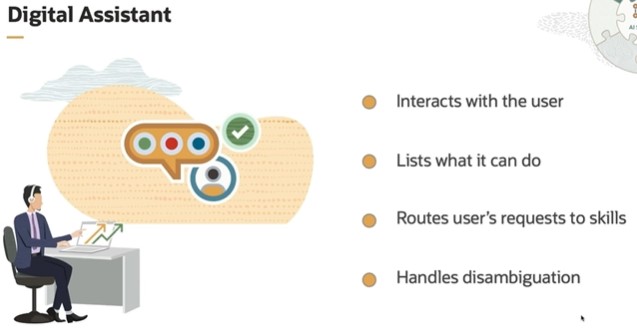 Digital Assistant
Interacts with the user
Lists what it can do
Routes user's requests to skills
Handles disambiguation